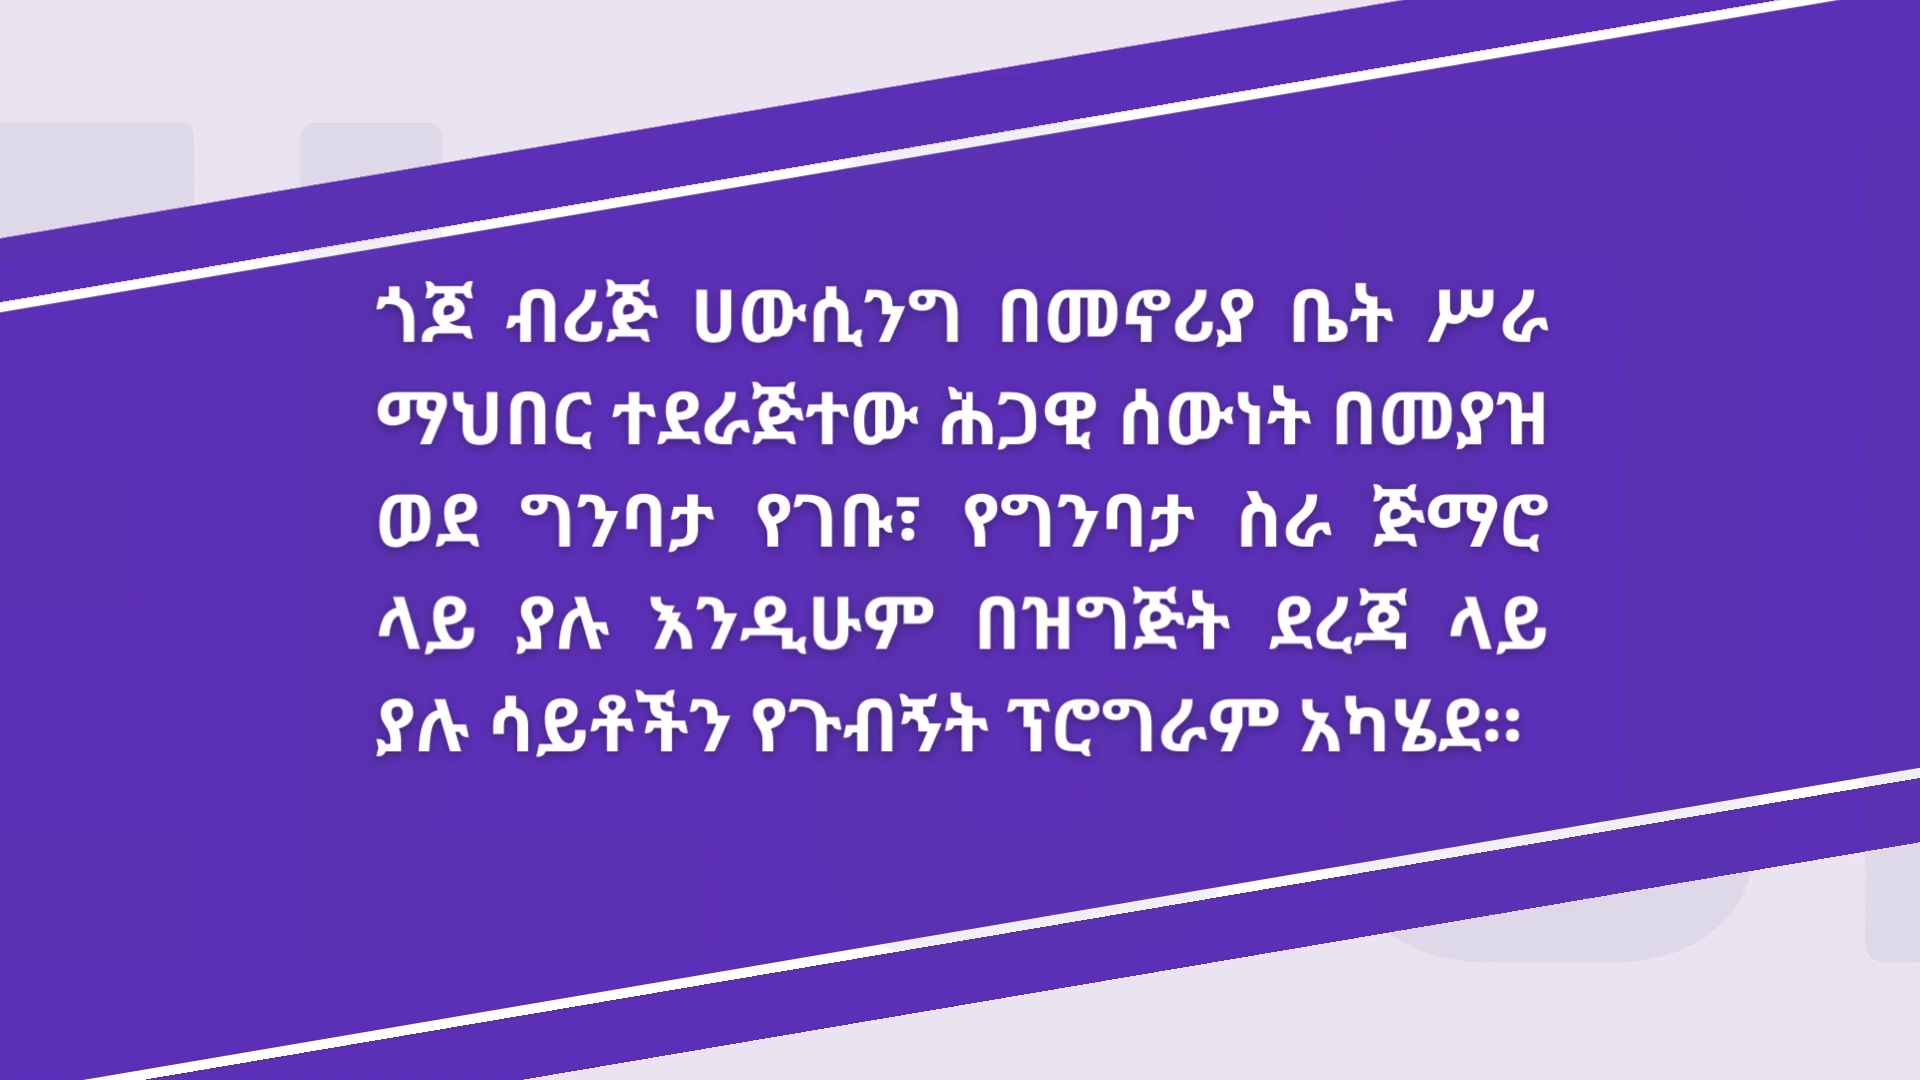 ጎጆ ብሪጅ ሀውሲንግ በመኖሪያ ቤት ሥራ
ማህበር ተደራጅተው ሕጋዊ ሰውነት በመያዝ
ወደ ግንባታ የገቡ፣ የግንባታ ስራ ጅማሮ
ላይ ያሉ እንዲሁም በዝግጅት ደረጃ ላይ
ያሉ ሳይቶችን የጉብኝት ፕሮግራም አካሄደ።